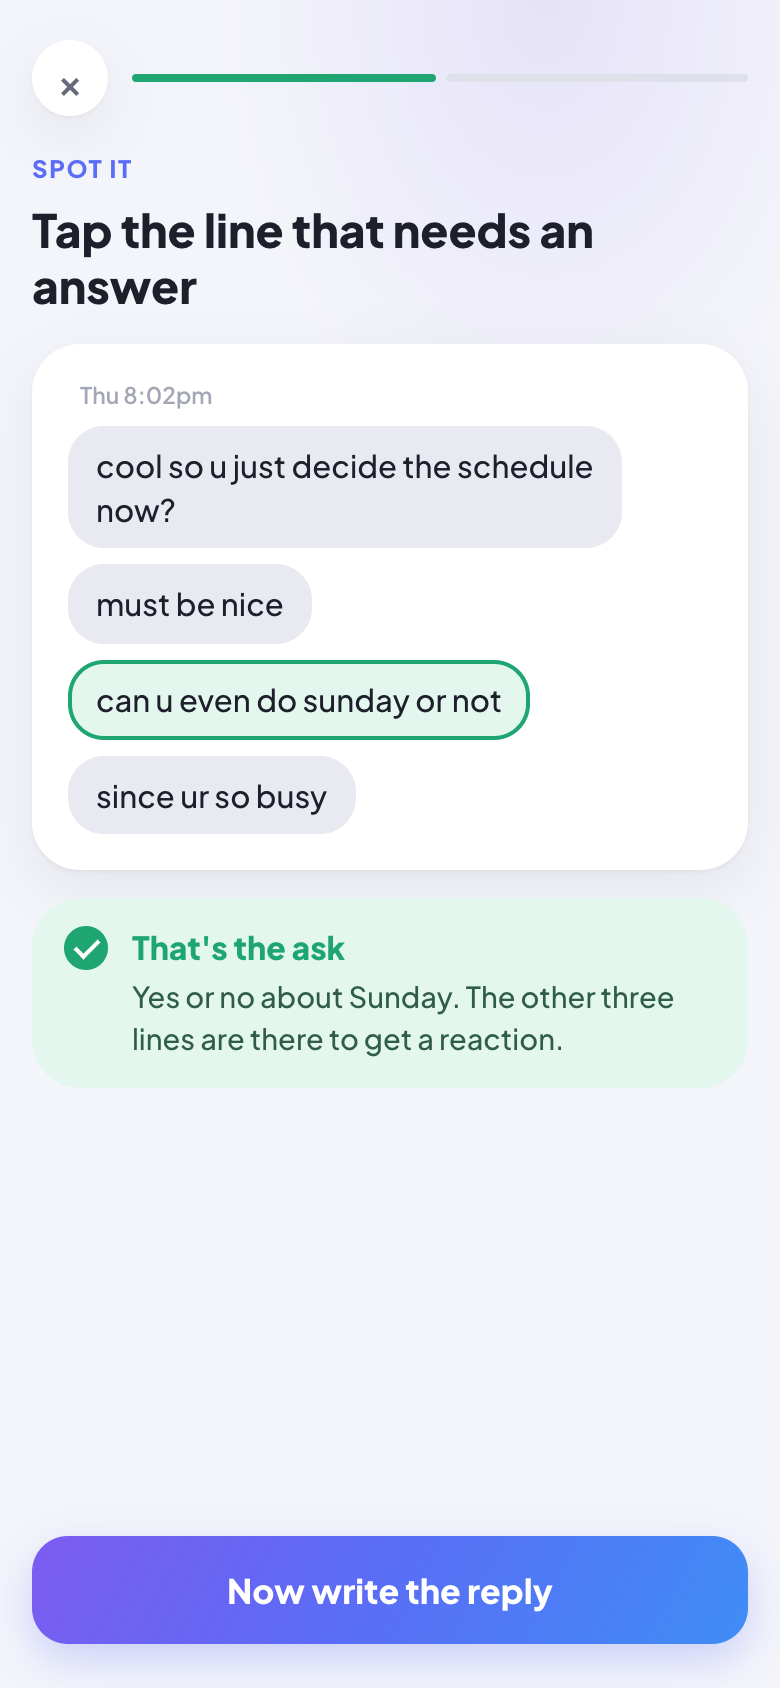 SPOT IT
Tap the line that needs an
answer
Thu 8:02pm
cool so u just decide the schedule
now?
must be nice
can u even do sunday or not
since ur so busy
That's the ask
Yes or no about Sunday. The other three
lines are there to get a reaction.
Now write the reply